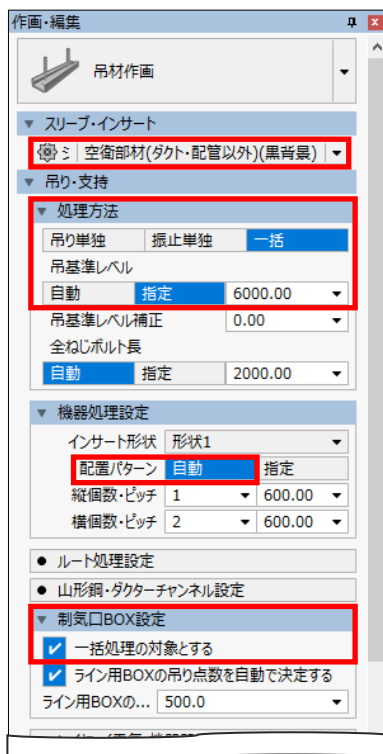 作画・編集
吊材作画
スリーブ・インサート
空衛部材(ダクト・配管以外)(黒背景)
吊り・支持
処理方法
吊り単独 振止単独 一括
吊基準レベル
自動 指定 6000.00
吊基準レベル補正 0.00
全ねじボルト長
自動 指定 2000.00
機器処理設定
インサート形状 形状1
配置パターン 自動 指定
縦個数・ピッチ 1 600.00
横個数・ピッチ 2 600.00
ルート処理設定
山形鋼・ダクターチャンネル設定
制気口BOX設定
一括処理の対象とする
ライン用BOXの吊り点数を自動で決定する
ライン用BOXの... 500.0